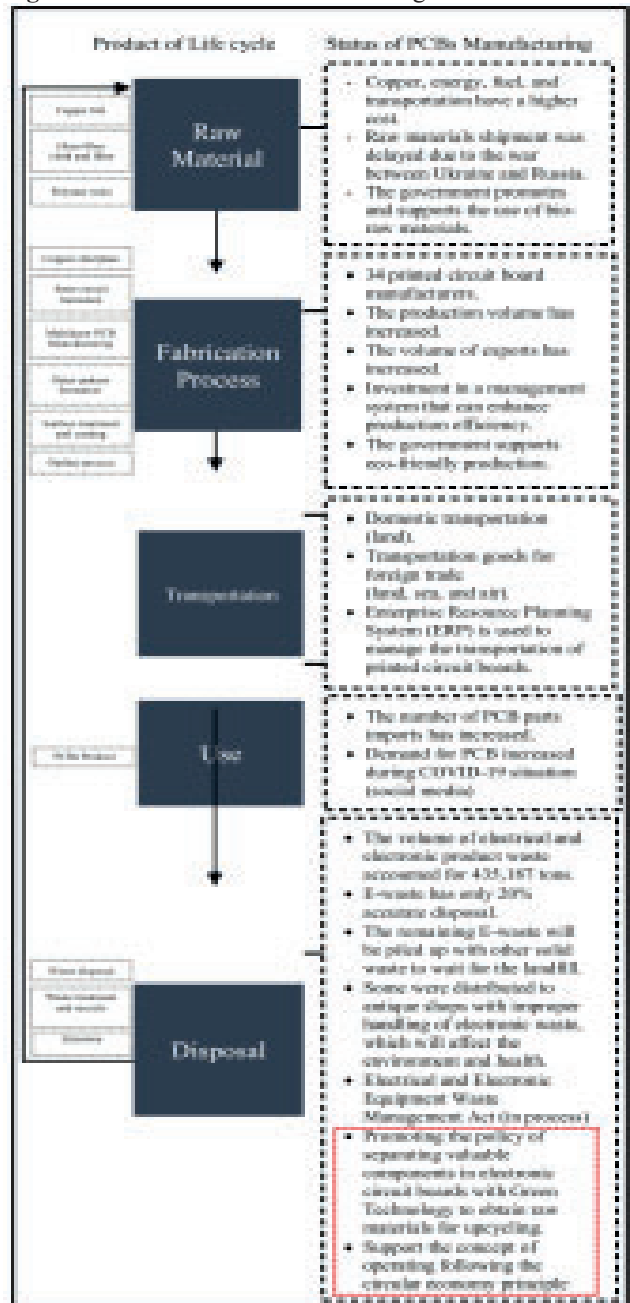 Product of Life cycle
Status of PCBs Manufacturing
Raw
Material
- Copper, energy, fuel, and
transportation have a higher
cost.
- Raw materials shipment was
delayed due to the war
between Ukraine and Russia.
- The government promotes
and supports the use of bio-
raw materials.
Fabrication
Process
• 34 printed circuit board
manufacturers.
• The production volume has
increased.
• The volume of exports has
increased.
• Investment in a management
system that can enhance
production efficiency.
• The government supports
eco-friendly production.
Transportation
• Domestic transportation
(land).
• Transportation goods for
foreign trade
(land, sea, and air).
• Enterprise Resource Planning
System (ERP) is used to
manage the transportation of
printed circuit boards.
Use
• The number of PCB parts
imports has increased.
• Demand for PCB increased
during COVID-19 situation
(social media)
Waste disposal
Disposal
• The volume of electrical and
electronic product waste
accounted for 435,187 tons.
• E-waste has only 20%
accurate disposal.
• The remaining E-waste will
be piled up with other solid
waste to wait for the landfill.
• Some were distributed to
antique shops with improper
handling of electronic waste,
which will affect the
environment and health.
• Electrical and Electronic
Equipment Waste
Management Act (in process)
• Promoting the policy of
separating valuable
components in electronic
circuit boards with Green
Technology to obtain raw
materials for upcycling.
• Support the concept of
operating following the
circular economy principle